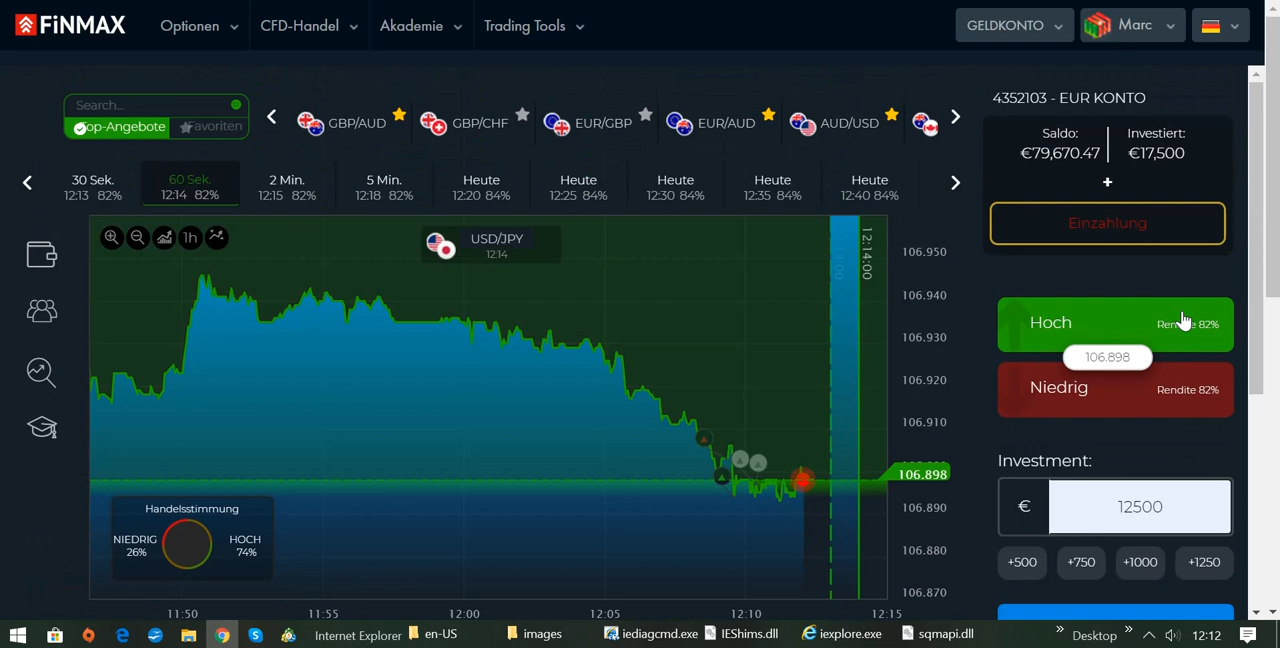 FiNMAX
Optionen
CFD-Handel
Akademie
Trading Tools
GELDKONTO
Marc
Search...
Top-Angebote
Favoriten
GBP/AUD
GBP/CHF
EUR/GBP
EUR/AUD
AUD/USD
4352103 - EUR KONTO
Saldo:
€79,670.47
Investiert:
€17,500
+
Einzahlung
30 Sek.
12:13 82%
60 Sek.
12:14 82%
2 Min.
12:15 82%
5 Min.
12:18 82%
Heute
12:20 84%
Heute
12:25 84%
Heute
12:30 84%
Heute
12:35 84%
Heute
12:40 84%
1h
USD/JPY
12:14
12:14:00
106.950
106.940
106.930
106.920
106.910
106.898
106.890
106.880
106.870
Handelsstimmung
NIEDRIG
26%
HOCH
74%
11:50
11:55
12:00
12:05
12:10
12:15
Hoch
Rendite 82%
106.898
Niedrig
Rendite 82%
Investment:
€
12500
+500
+750
+1000
+1250
Internet Explorer
en-US
images
iediagcmd.exe
IEShims.dll
iexplore.exe
sqmapi.dll
Desktop
12:12